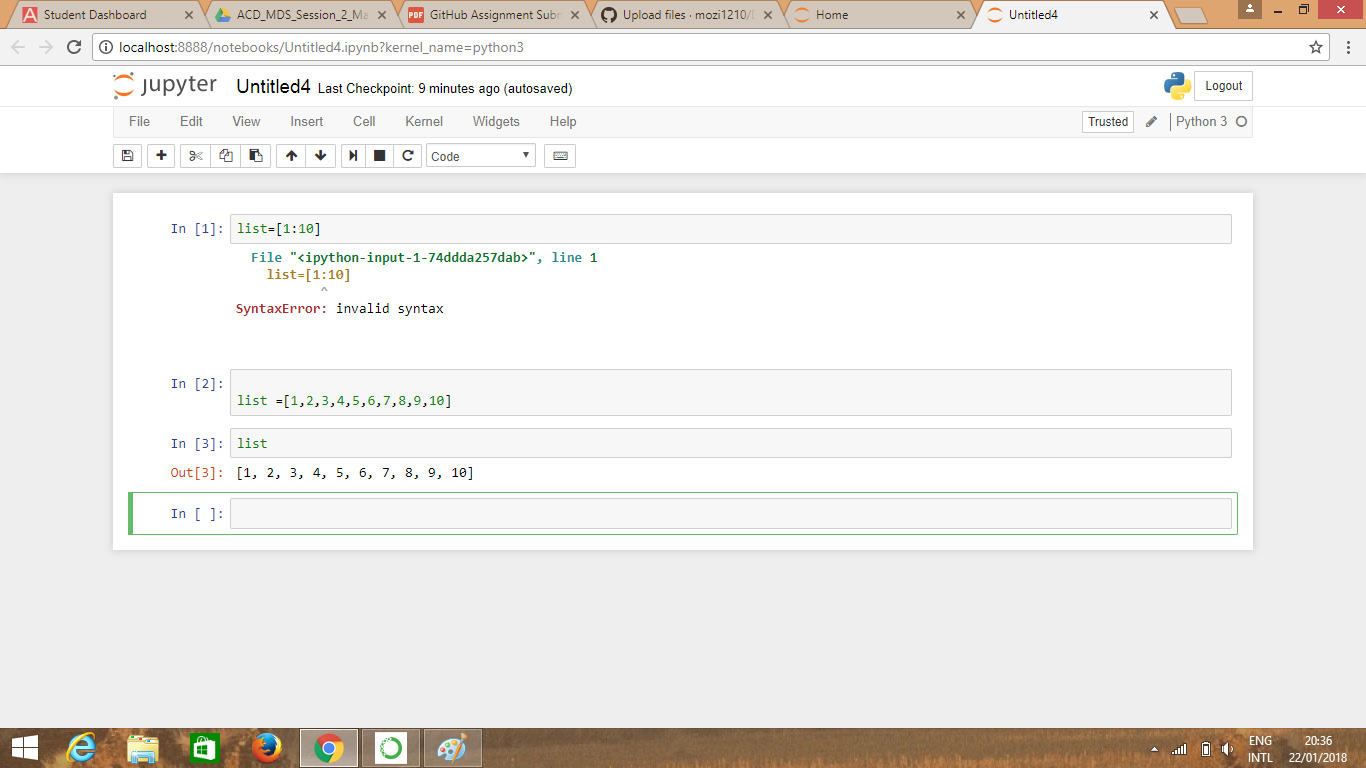 Student Dashboard
ACD_MDS_Session_2_Ma
PDF GitHub Assignment Subm
Upload files · mozi1210/
Home
Untitled4
localhost:8888/notebooks/Untitled4.ipynb?kernel_name=python3
jupyter Untitled4 Last Checkpoint: 9 minutes ago (autosaved)
Logout
File Edit View Insert Cell Kernel Widgets Help
Trusted Python 3
Code
In [1]: list=[1:10]
File "<ipython-input-1-74ddda257dab>", line 1
list=[1:10]
^
SyntaxError: invalid syntax
In [2]:
list =[1,2,3,4,5,6,7,8,9,10]
In [3]: list
Out[3]: [1, 2, 3, 4, 5, 6, 7, 8, 9, 10]
In [ ]:
ENG 20:36
INTL 22/01/2018